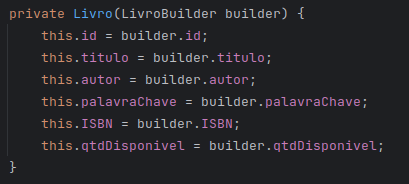 private Livro(LivroBuilder builder) {
    this.id = builder.id;
    this.titulo = builder.titulo;
    this.autor = builder.autor;
    this.palavraChave = builder.palavraChave;
    this.ISBN = builder.ISBN;
    this.qtdDisponivel = builder.qtdDisponivel;
}